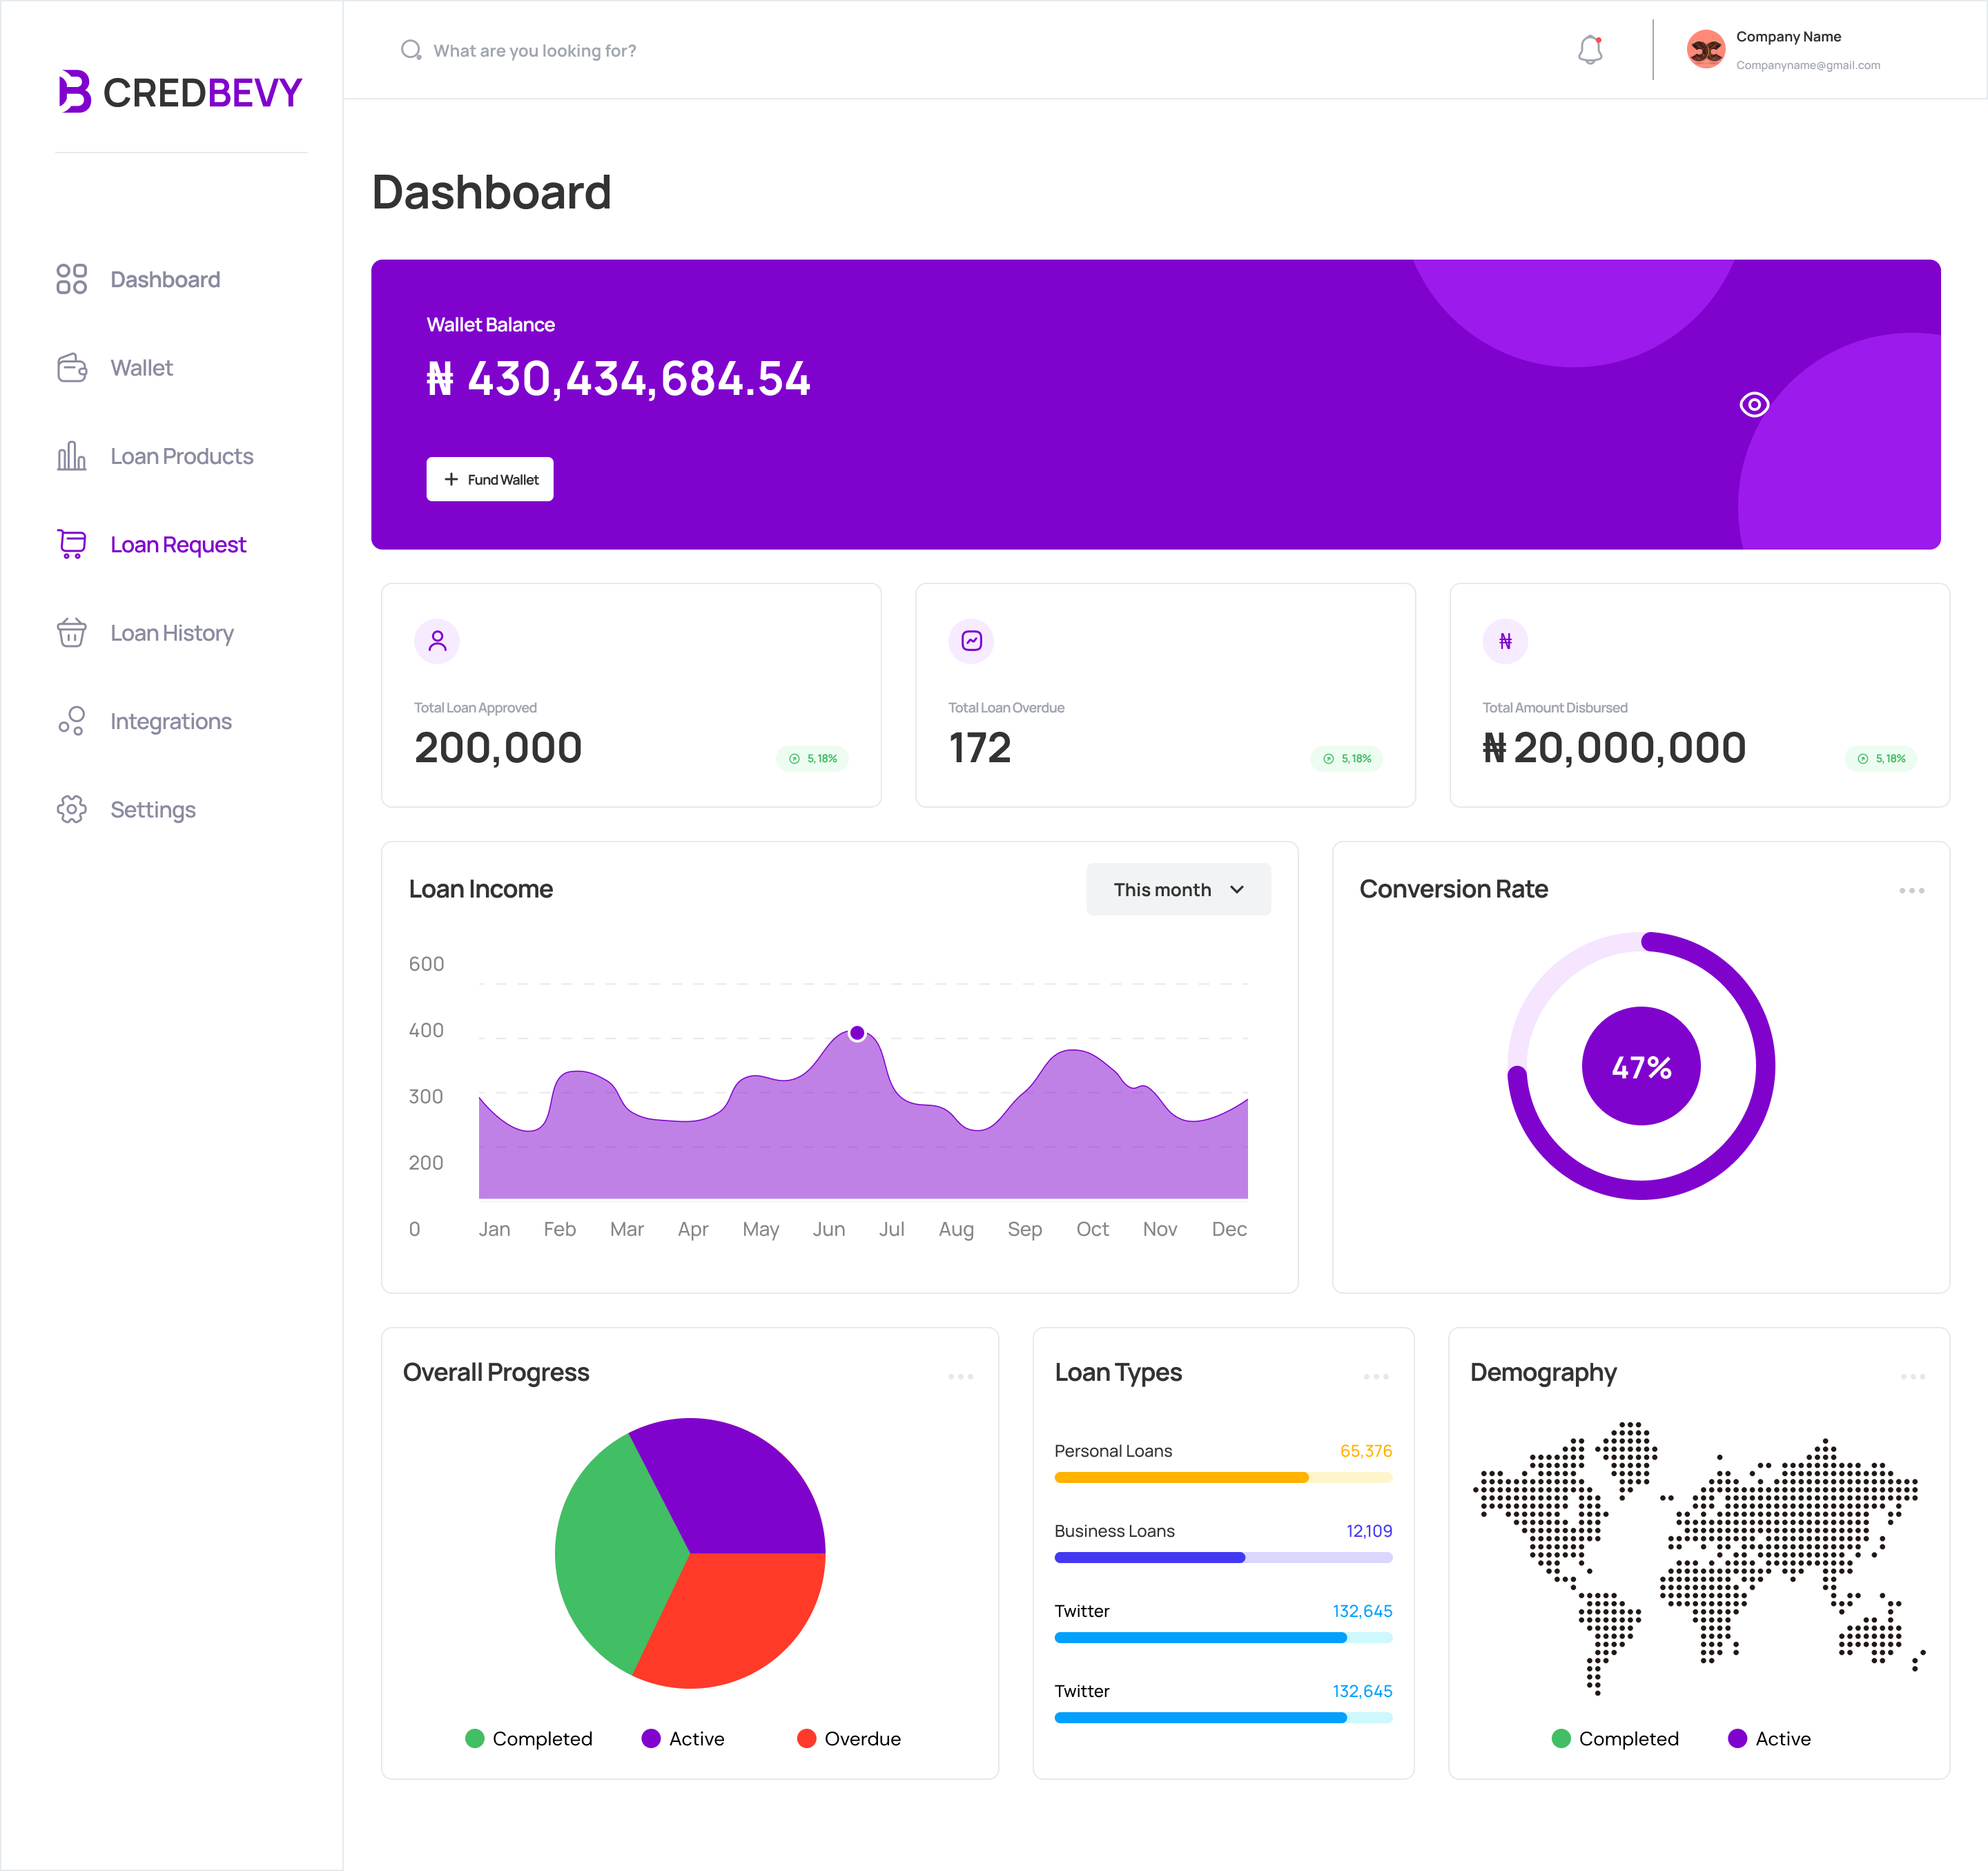 CREDBEVY
What are you looking for?
Company Name
Companyname@gmail.com
Dashboard
Wallet
Loan Products
Loan Request
Loan History
Integrations
Settings
Dashboard
Wallet Balance
₦ 430,434,684.54
+ Fund Wallet
Total Loan Approved
200,000
5,18%
Total Loan Overdue
172
5,18%
₦
Total Amount Disbursed
₦ 20,000,000
5,18%
Loan Income
This month
600
400
300
200
0 Jan Feb Mar Apr May Jun Jul Aug Sep Oct Nov Dec
Conversion Rate
47%
Overall Progress
Completed Active Overdue
Loan Types
Personal Loans 65,376
Business Loans 12,109
Twitter 132,645
Twitter 132,645
Demography
Completed Active